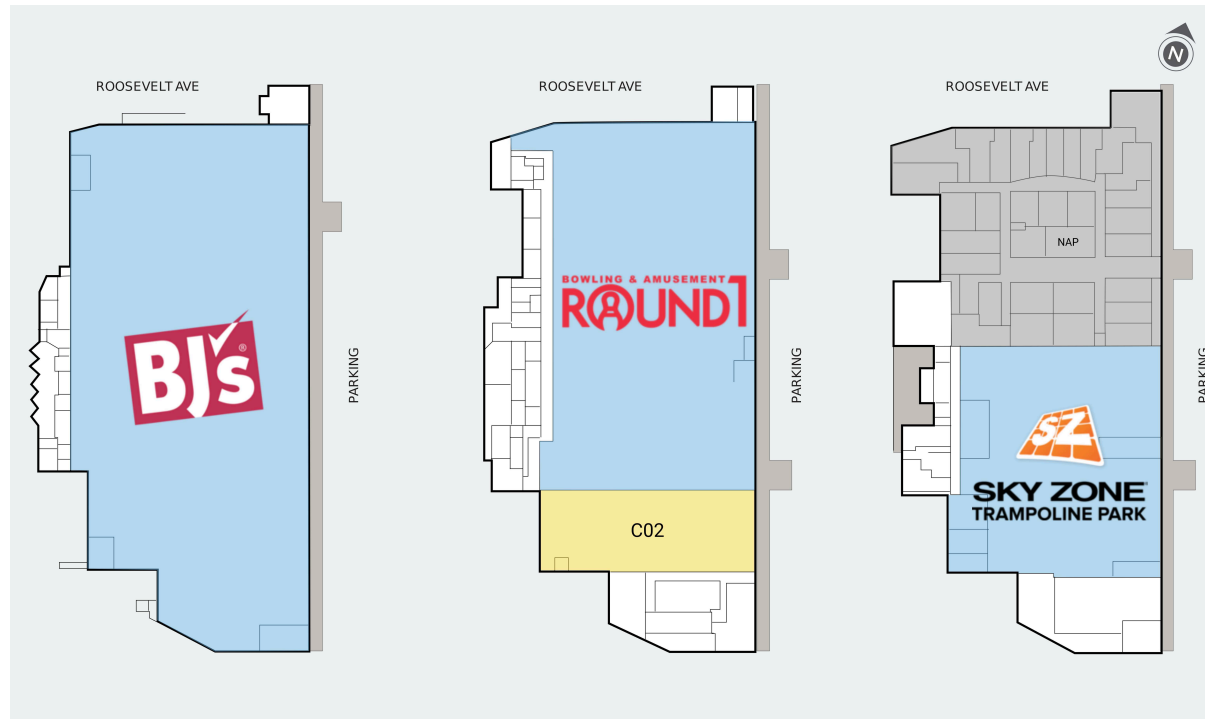 N
ROOSEVELT AVE
ROOSEVELT AVE
ROOSEVELT AVE
NAP
BOWLING & AMUSEMENT
ROUND1
BJ's®
PARKING
PARKING
PARKING
SZ
SKY ZONE
TRAMPOLINE PARK
C02